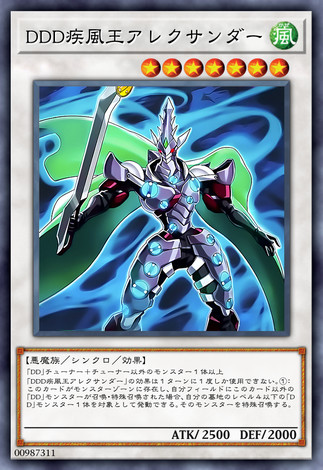 DDD疾風王アレクサンダー
風
【悪魔族／シンクロ／効果】
「DD」チューナー＋チューナー以外のモンスター１体以上
「DDD疾風王アレクサンダー」の効果は１ターンに１度しか使用できない。①：
このカードがモンスターゾーンに存在し、自分フィールドにこのカード以外の
「DD」モンスターが召喚・特殊召喚された場合、自分の墓地のレベル４以下の「D
D」モンスター１体を対象として発動できる。そのモンスターを特殊召喚する。
ATK/ 2500 DEF/2000
00987311